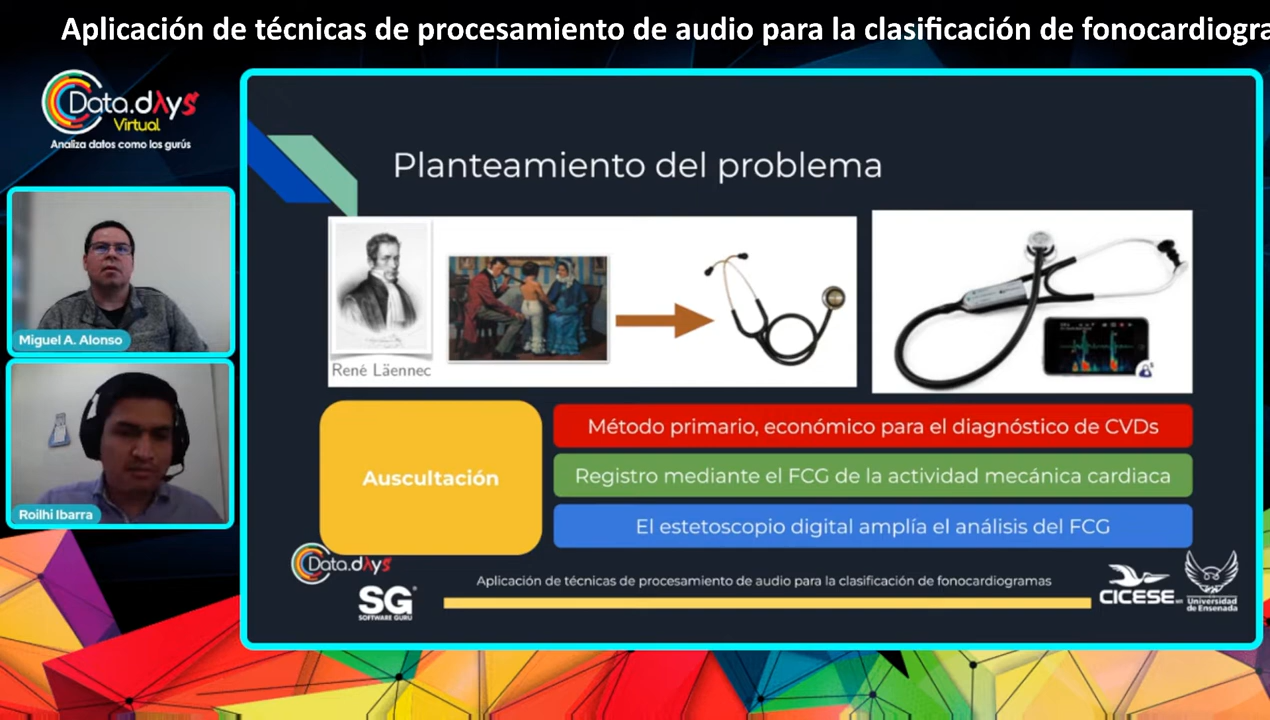 Aplicación de técnicas de procesamiento de audio para la clasificación de fonocardiogra
Data.dλys
Virtual
Analiza datos como los gurús
Miguel A. Alonso
Roilhi Ibarra
Planteamiento del problema
René Läennec
Auscultación
Método primario, económico para el diagnóstico de CVDs
Registro mediante el FCG de la actividad mecánica cardiaca
El estetoscopio digital amplía el análisis del FCG
Data.dλys
SG
SOFTWARE GURU
Aplicación de técnicas de procesamiento de audio para la clasificación de fonocardiogramas
CICESE
Universidad
de Ensenada